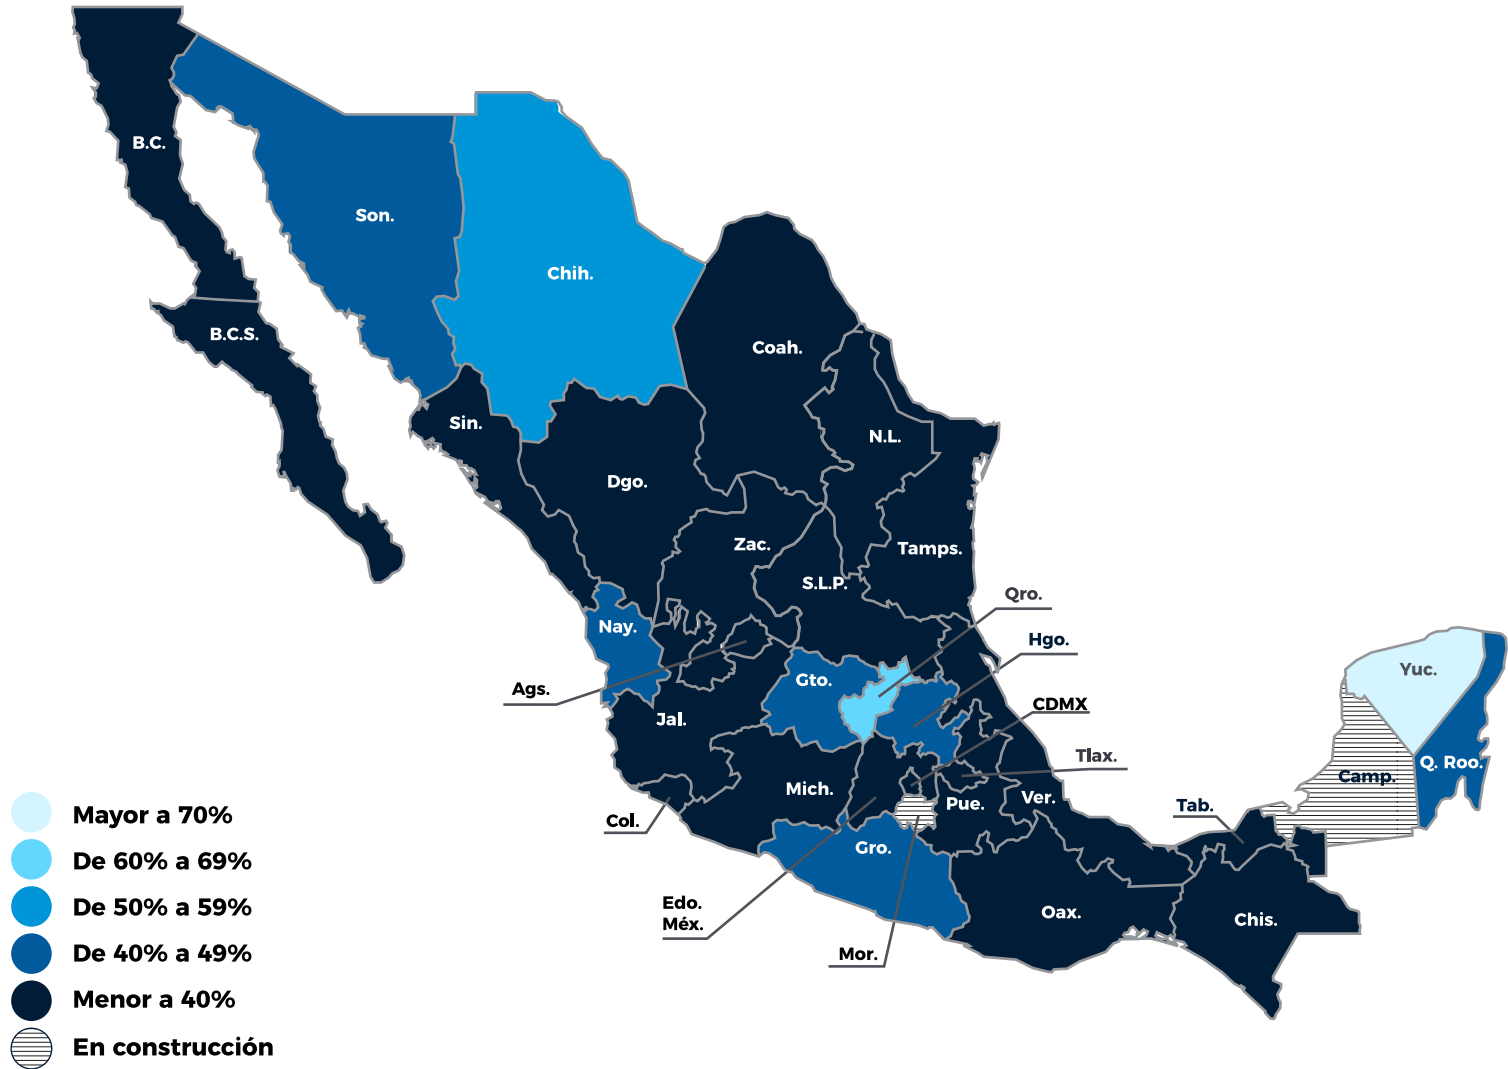 B.C.
Son.
Chih.
B.C.S.
Coah.
Sin.
N.L.
Dgo.
Zac.
Tamps.
S.L.P.
Qro.
Nay.
Hgo.
Yuc.
Gto.
Ags.
CDMX
Jal.
Tlax.
Q. Roo.
Camp.
Mich.
Pue.
Ver.
Tab.
Col.
Gro.
Edo.
Méx.
Oax.
Chis.
Mor.
Mayor a 70%
De 60% a 69%
De 50% a 59%
De 40% a 49%
Menor a 40%
En construcción